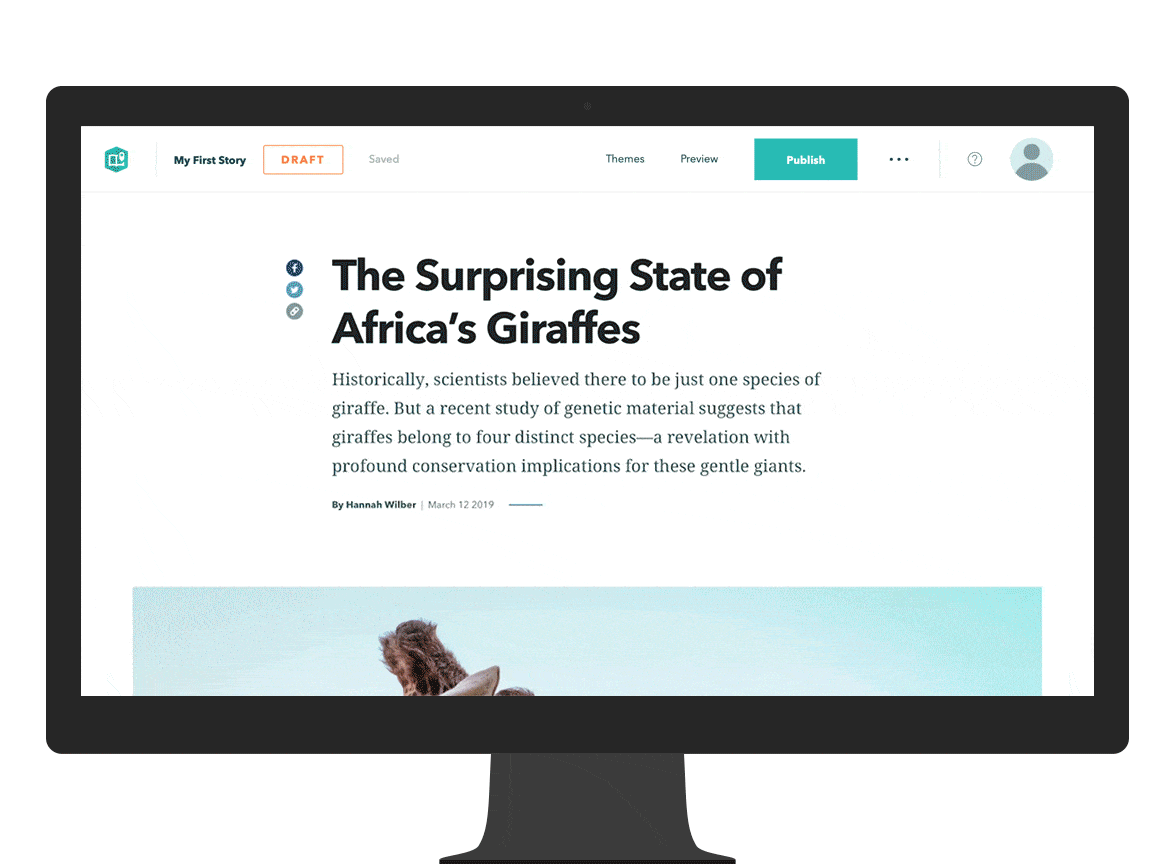 My First Story
DRAFT
Saved
Themes
Preview
Publish
The Surprising State of
Africa’s Giraffes
Historically, scientists believed there to be just one species of
giraffe. But a recent study of genetic material suggests that
giraffes belong to four distinct species—a revelation with
profound conservation implications for these gentle giants.
By Hannah Wilber | March 12 2019